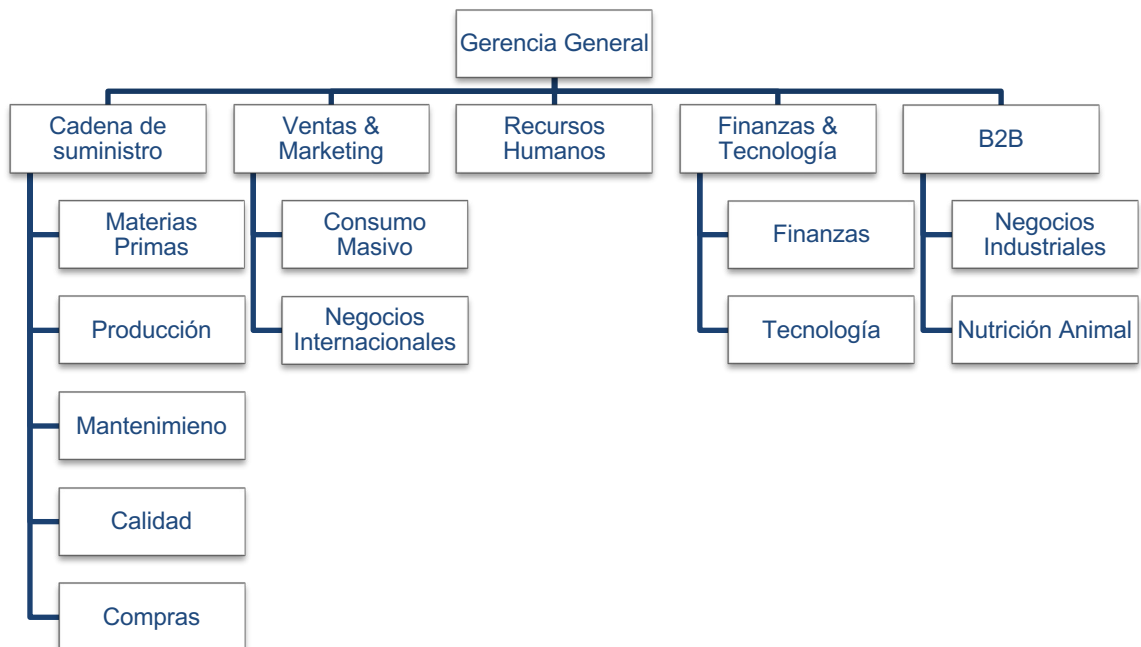 Gerencia General
Cadena de
suministro
Ventas &
Marketing
Recursos
Humanos
Finanzas &
Tecnología
B2B
Materias
Primas
Consumo
Masivo
Finanzas
Negocios
Industriales
Producción
Negocios
Internacionales
Tecnología
Nutrición Animal
Mantenimieno
Calidad
Compras